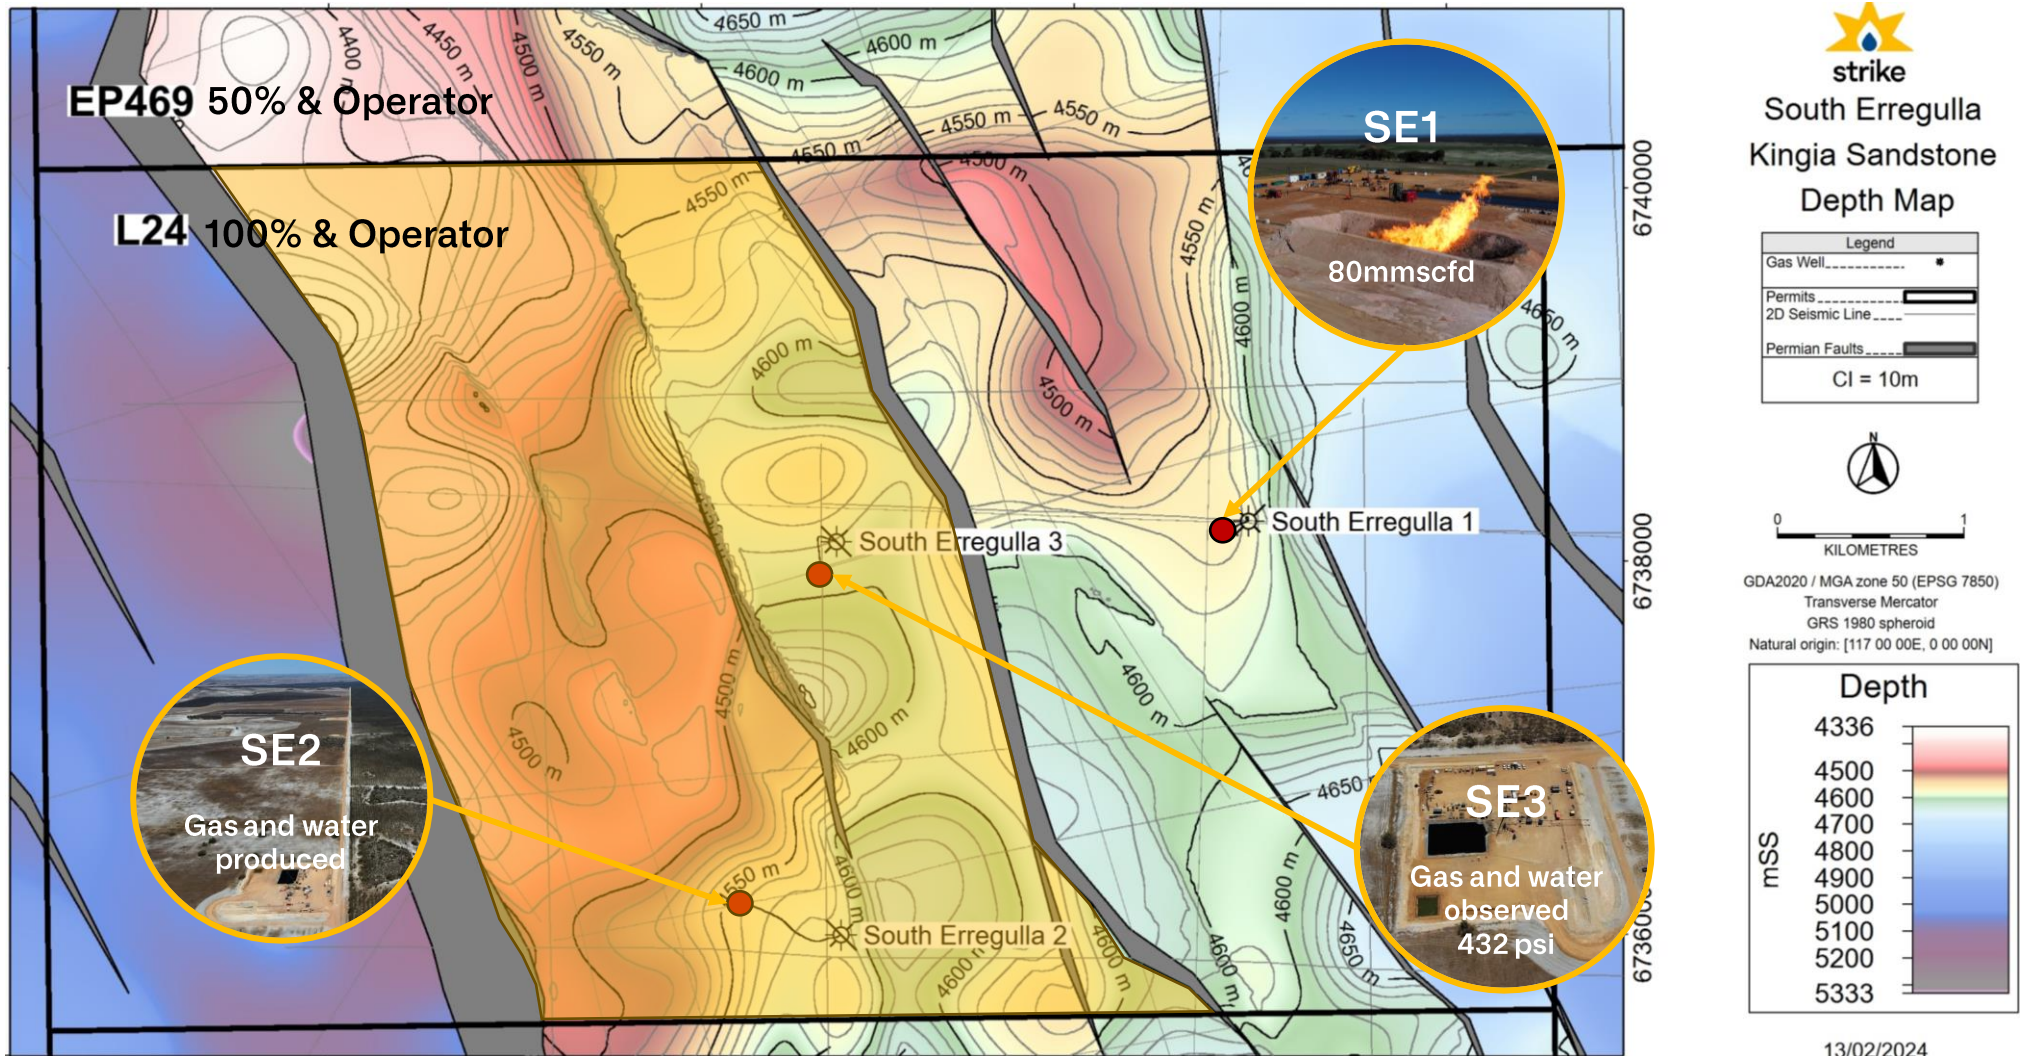 4650 m
4600 m
4600 m
4400 m
4450 m
4500 m
4550 m
EP469 50% & Operator
4550 m
4550 m
4550 m
4500 m
4550 m
L24 100% & Operator
4550 m
4600 m
4600 m
4500 m
4650 m
SE1
80mmscfd
South Erregulla 1
South Erregulla 3
4600 m
4500 m
4500 m
4600 m
4650
SE2
Gas and water
produced
550 m
4600 m
South Erregulla 2
4600 m
4600 m
4600 m
4600 m
4650 m
SE3
Gas and water
observed
432 psi
6740000
6738000
strike
South Erregulla
Kingia Sandstone
Depth Map
Legend
Gas Well
Permits
2D Seismic Line
Permian Faults
CI = 10m
N
0 1
KILOMETRES
GDA2020 / MGA zone 50 (EPSG 7850)
Transverse Mercator
GRS 1980 spheroid
Natural origin: [117 00 00E, 0 00 00N]
Depth
mSS
4336
4500
4600
4700
4800
4900
5000
5100
5200
5333
13/02/2024